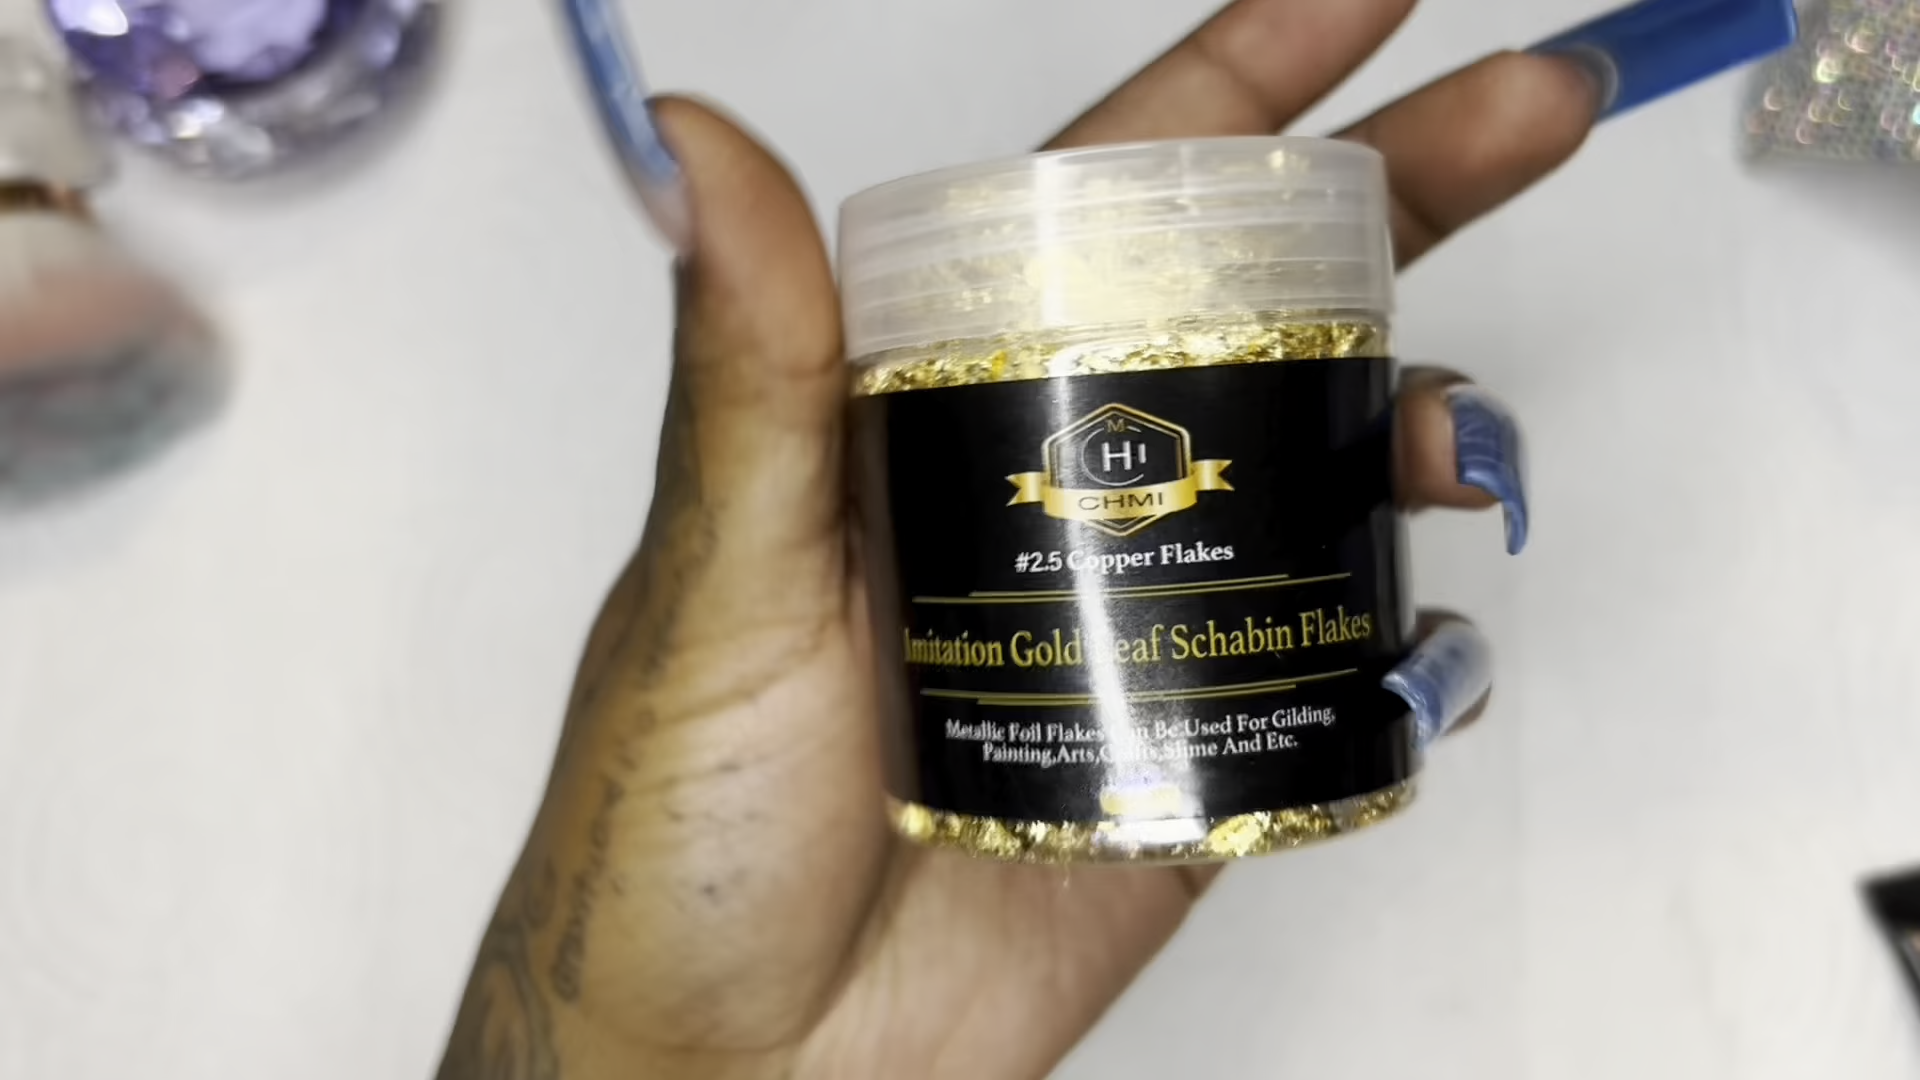 M
HI
CHMI
#2.5 Copper Flakes
Imitation Gold Leaf Schabin Flakes
Metallic Foil Flakes Can Be Used For Gilding,
Painting,Arts,Crafts,Slime And Etc.